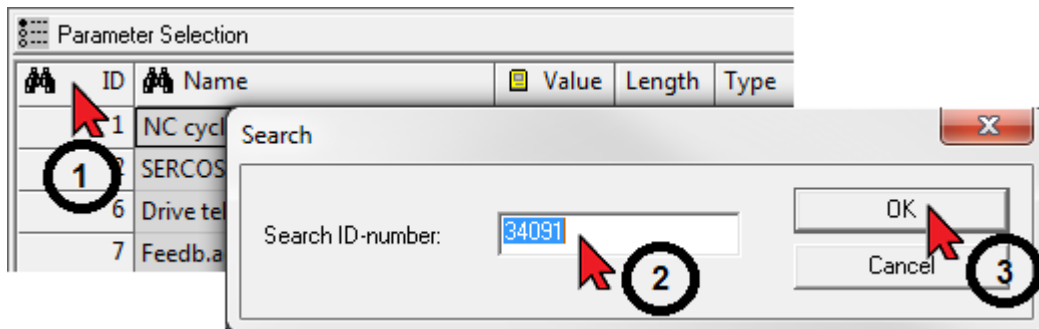 Parameter Selection
ID Name Value Length Type
1 NC cycl
Search
1 2 SERCOS
6 Drive tel
Search ID-number: 34091 OK
7 Feedb.a
2
Cancel
3